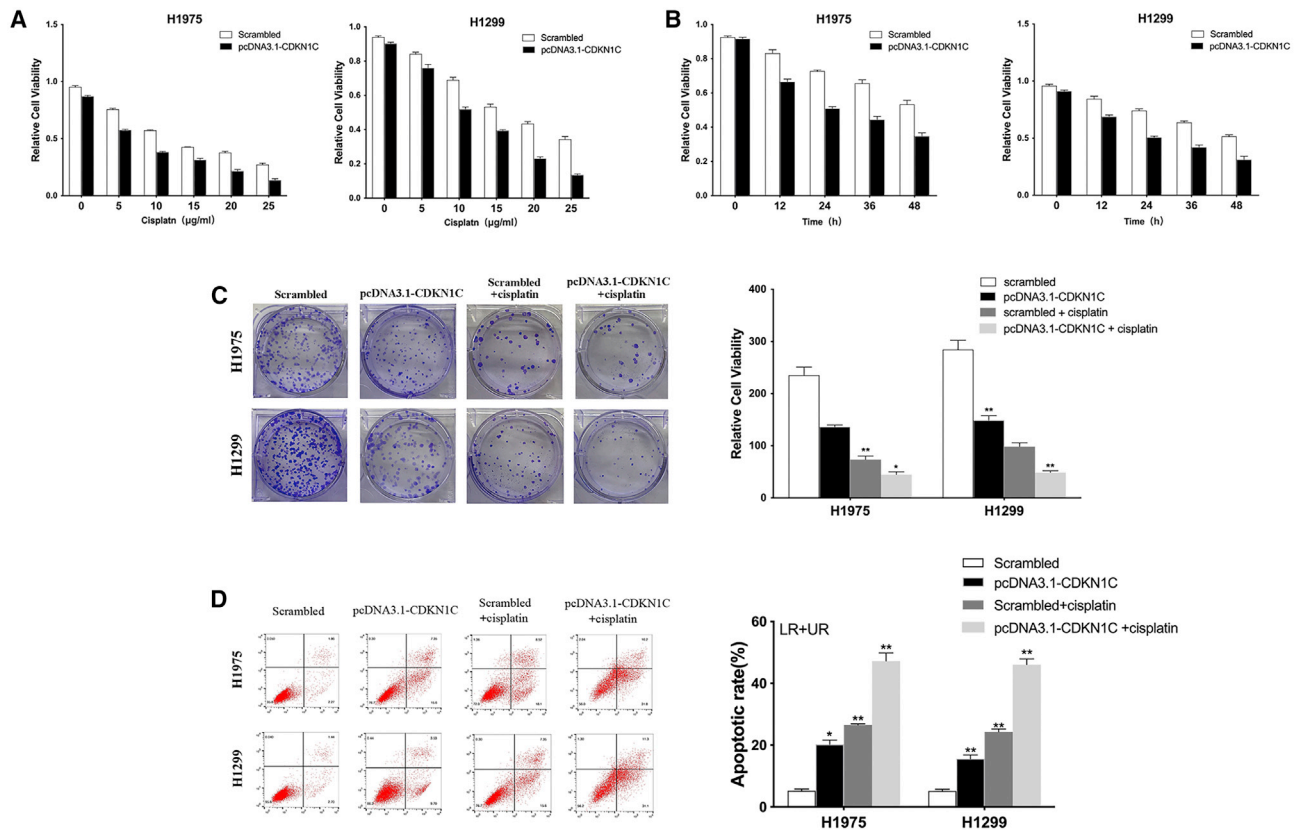 A
H1975
Scrambled
pcDNA3.1-CDKN1C
Relative Cell Viability
1.5
1.0
0.5
0.0
0 5 10 15 20 25
Cisplatn (μg/ml)
H1299
Scrambled
pcDNA3.1-CDKN1C
Relative Cell Viability
1.0
0.8
0.6
0.4
0.2
0.0
0 5 10 15 20 25
Cisplatn (μg/ml)
B
H1975
Scrambled
pcDNA3.1-CDKN1C
Relative Cell Viability
1.0
0.8
0.6
0.4
0.2
0.0
0 12 24 36 48
Time (h)
H1299
Scrambled
pcDNA3.1-CDKN1C
Relative Cell Viability
1.5
1.0
0.5
0.0
0 12 24 36 48
Time (h)
C
Scrambled
pcDNA3.1-CDKN1C
Scrambled
+cisplatin
pcDNA3.1-CDKN1C
+cisplatin
H1975
H1299
scrambled
pcDNA3.1-CDKN1C
scrambled + cisplatin
pcDNA3.1-CDKN1C + cisplatin
Relative Cell Viability
400
300
200
100
0
** * ** **
H1975 H1299
D
Scrambled
pcDNA3.1-CDKN1C
Scrambled
+cisplatin
pcDNA3.1-CDKN1C
+cisplatin
H1975
H1299
Scrambled
pcDNA3.1-CDKN1C
Scrambled+cisplatin
pcDNA3.1-CDKN1C +cisplatin
LR+UR
Apoptotic rate(%)
60
40
20
0
* ** ** ** ** **
H1975 H1299